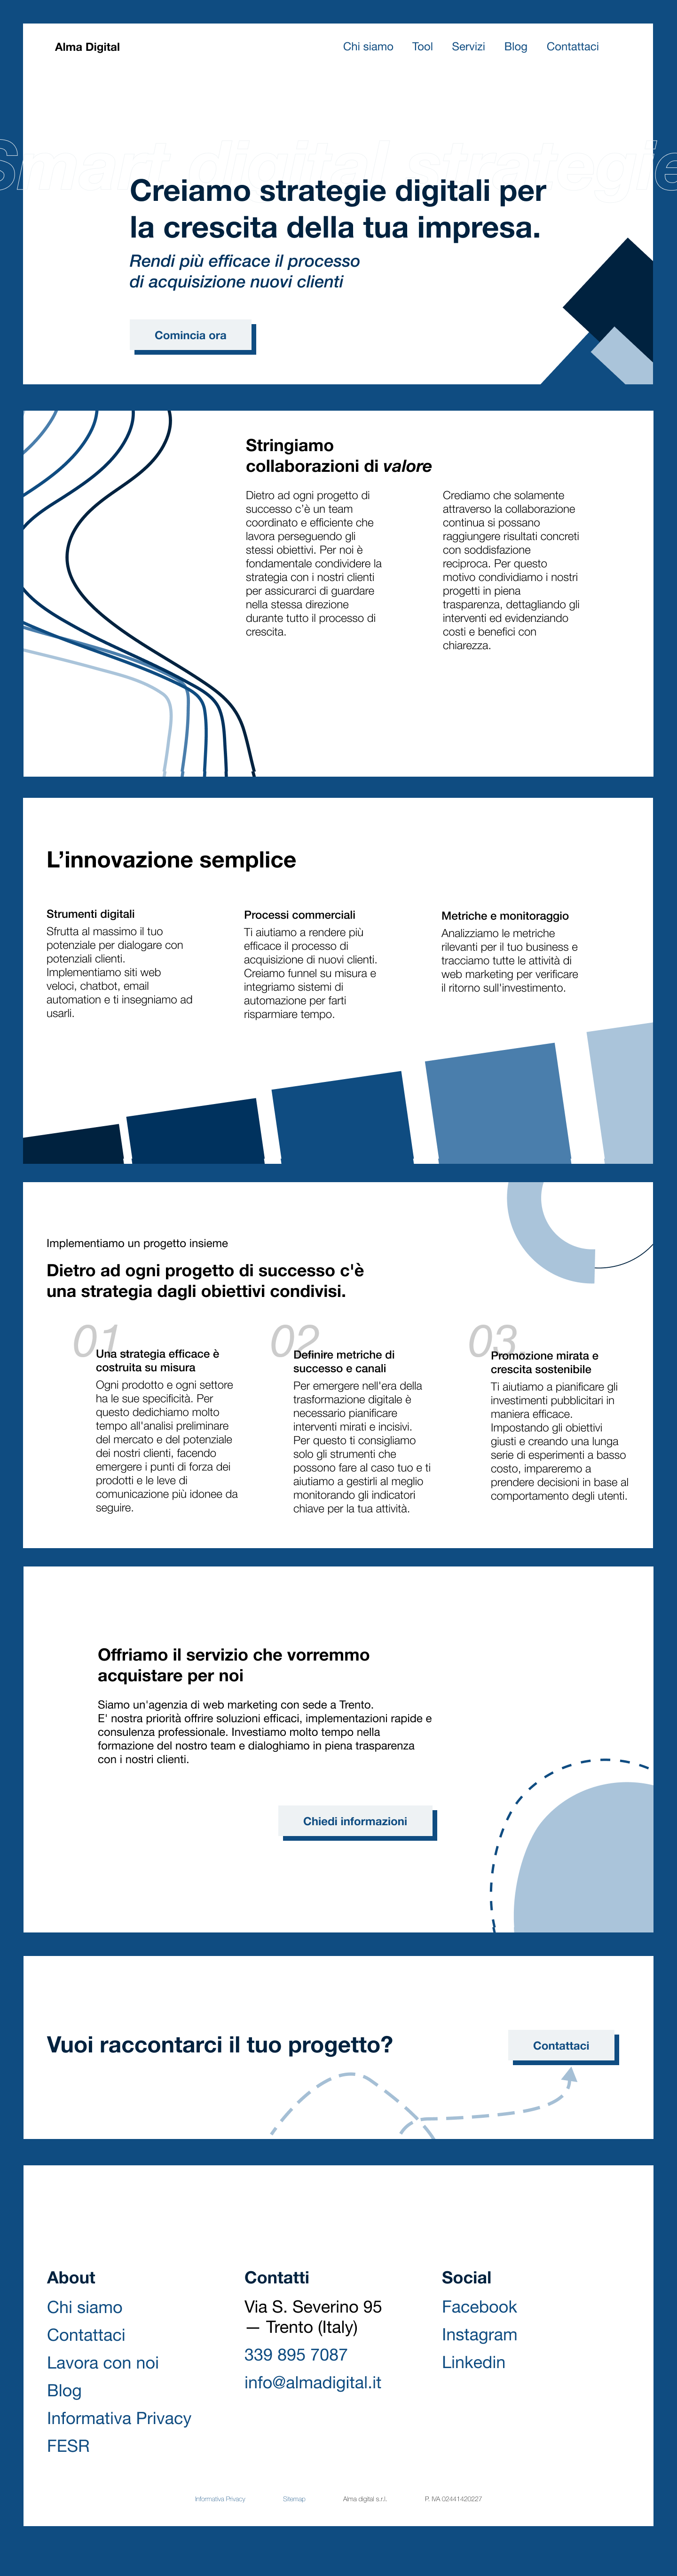 Alma Digital
Chi siamo Tool Servizi Blog Contattaci
Smart digital strategie
Creiamo strategie digitali per
la crescita della tua impresa.
Rendi più efficace il processo
di acquisizione nuovi clienti
Comincia ora
Stringiamo
collaborazioni di valore
Dietro ad ogni progetto di
successo c'è un team
coordinato e efficiente che
lavora perseguendo gli
stessi obiettivi. Per noi è
fondamentale condividere la
strategia con i nostri clienti
per assicurarci di guardare
nella stessa direzione
durante tutto il processo di
crescita.
Crediamo che solamente
attraverso la collaborazione
continua si possano
raggiungere risultati concreti
con soddisfazione
reciproca. Per questo
motivo condividiamo i nostri
progetti in piena
trasparenza, dettagliando gli
interventi ed evidenziando
costi e benefici con
chiarezza.
L'innovazione semplice
Strumenti digitali
Sfrutta al massimo il tuo
potenziale per dialogare con
potenziali clienti.
Implementiamo siti web
veloci, chatbot, email
automation e ti insegniamo ad
usarli.
Processi commerciali
Ti aiutiamo a rendere più
efficace il processo di
acquisizione di nuovi clienti.
Creiamo funnel su misura e
integriamo sistemi di
automazione per farti
risparmiare tempo.
Metriche e monitoraggio
Analizziamo le metriche
rilevanti per il tuo business e
tracciamo tutte le attività di
web marketing per verificare
il ritorno sull'investimento.
Implementiamo un progetto insieme
Dietro ad ogni progetto di successo c'è
una strategia dagli obiettivi condivisi.
01
Una strategia efficace è
costruita su misura
Ogni prodotto e ogni settore
ha le sue specificità. Per
questo dedichiamo molto
tempo all'analisi preliminare
del mercato e del potenziale
dei nostri clienti, facendo
emergere i punti di forza dei
prodotti e le leve di
comunicazione più idonee da
seguire.
02
Definire metriche di
successo e canali
Per emergere nell'era della
trasformazione digitale è
necessario pianificare
interventi mirati e incisivi.
Per questo ti consigliamo
solo gli strumenti che
possono fare al caso tuo e ti
aiutiamo a gestirli al meglio
monitorando gli indicatori
chiave per la tua attività.
03
Promozione mirata e
crescita sostenibile
Ti aiutiamo a pianificare gli
investimenti pubblicitari in
maniera efficace.
Impostando gli obiettivi
giusti e creando una lunga
serie di esperimenti a basso
costo, impareremo a
prendere decisioni in base al
comportamento degli utenti.
Offriamo il servizio che vorremmo
acquistare per noi
Siamo un'agenzia di web marketing con sede a Trento.
E' nostra priorità offrire soluzioni efficaci, implementazioni rapide e
consulenza professionale. Investiamo molto tempo nella
formazione del nostro team e dialoghiamo in piena trasparenza
con i nostri clienti.
Chiedi informazioni
Vuoi raccontarci il tuo progetto?
Contattaci
About
Chi siamo
Contattaci
Lavora con noi
Blog
Informativa Privacy
FESR
Contatti
Via S. Severino 95
— Trento (Italy)
339 895 7087
info@almadigital.it
Social
Facebook
Instagram
Linkedin
Informativa Privacy Sitemap Alma digital s.r.l. P. IVA 02441420227